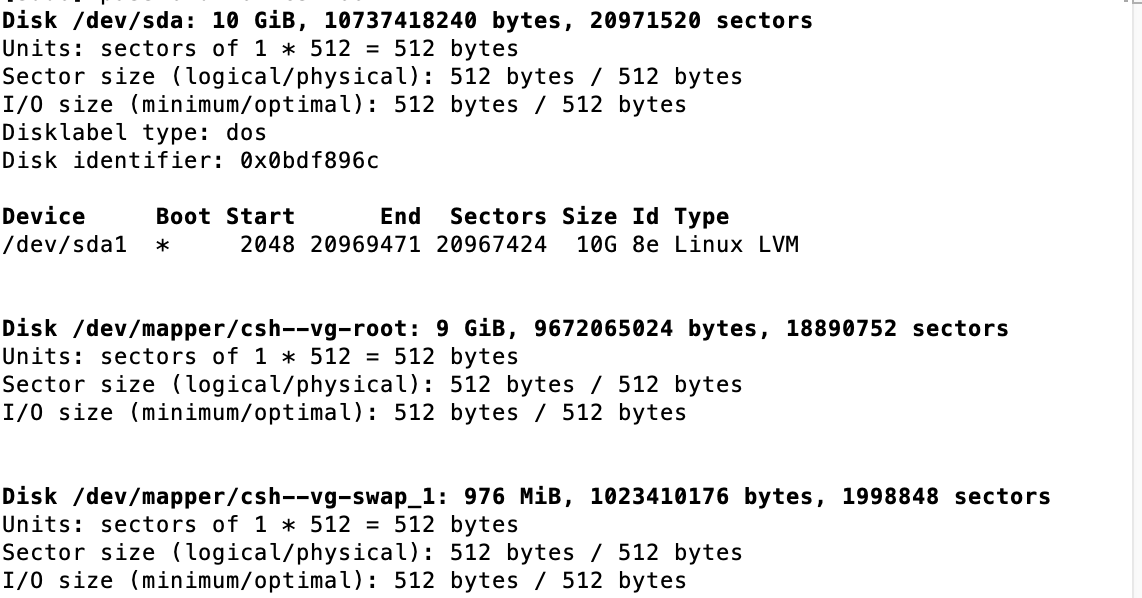 Disk /dev/sda: 10 GiB, 10737418240 bytes, 20971520 sectors
Units: sectors of 1 * 512 = 512 bytes
Sector size (logical/physical): 512 bytes / 512 bytes
I/O size (minimum/optimal): 512 bytes / 512 bytes
Disklabel type: dos
Disk identifier: 0x0bdf896c
Device     Boot Start      End  Sectors Size Id Type
/dev/sda1  *     2048 20969471 20967424  10G 8e Linux LVM
Disk /dev/mapper/csh--vg-root: 9 GiB, 9672065024 bytes, 18890752 sectors
Units: sectors of 1 * 512 = 512 bytes
Sector size (logical/physical): 512 bytes / 512 bytes
I/O size (minimum/optimal): 512 bytes / 512 bytes
Disk /dev/mapper/csh--vg-swap_1: 976 MiB, 1023410176 bytes, 1998848 sectors
Units: sectors of 1 * 512 = 512 bytes
Sector size (logical/physical): 512 bytes / 512 bytes
I/O size (minimum/optimal): 512 bytes / 512 bytes